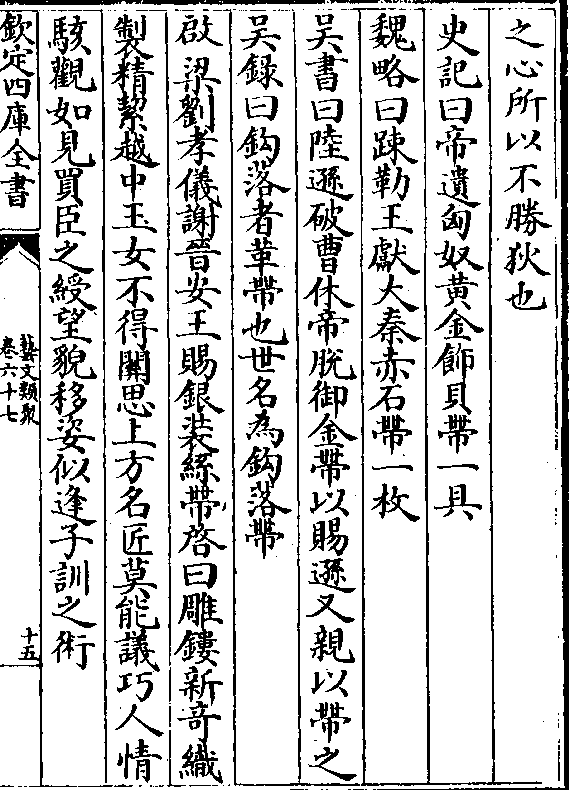 之心所以不勝狄也
史記曰帝遺匈奴黃金飾貝帶一具
魏略曰踈勒王獻大秦赤石帶一枚
吳書曰陸遜破曹休帝脫御金帶以賜遜又親以帶之
吳録曰鈎落者革帶也世名為鈎落帶
啟梁劉孝儀謝晉安王賜銀装絲帶啓曰雕鏤新竒織
製精絜越中玉女不得關思上方名匠莫能議巧人情
駭觀如見買臣之綬望貌移姿似逢子訓之術
欽定四庫全書
藝文類聚
卷六十七
十五